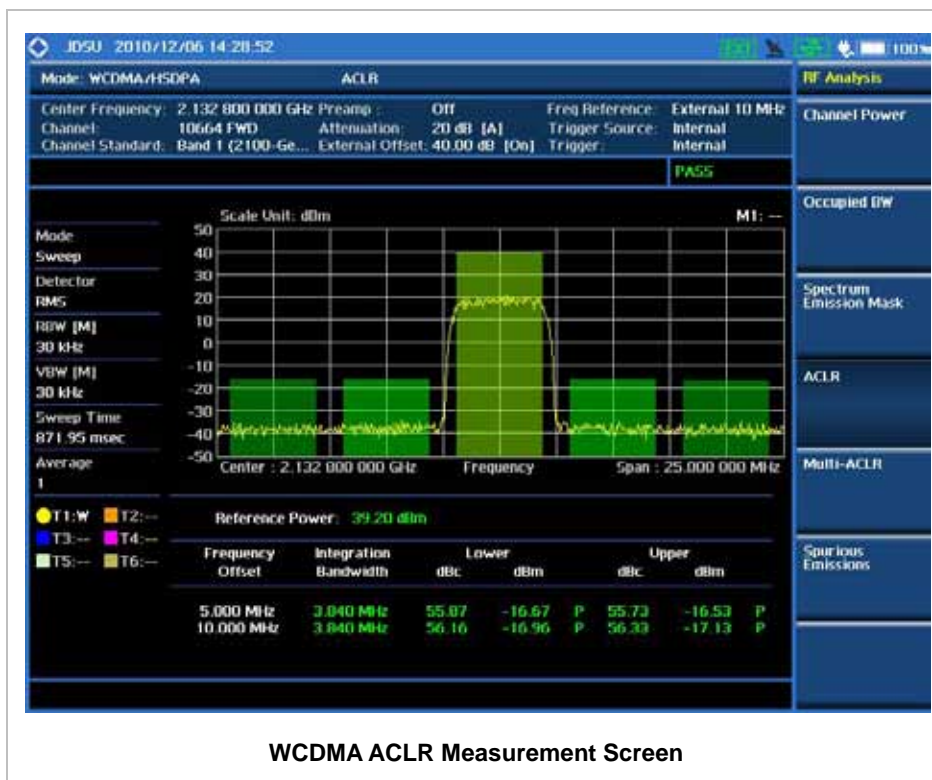 JDSU 2010/12/06 14:28:52
100%
Mode: WCDMA/HSDPA ACLR
RF Analysis
Center Frequency: 2.132 800 000 GHz Preamp : Off Freq Reference: External 10 MHz
Channel: 10664 FWD Attenuation: 20 dB [A] Trigger Source: Internal
Channel Standard: Band 1 (2100-Ge... External Offset: 40.00 dB [On] Trigger: Internal
PASS
Channel Power
Occupied BW
Spectrum
Emission Mask
ACLR
Multi-ACLR
Spurious
Emissions
Scale Unit: dBm M1: --
Mode
Sweep
Detector
RMS
RBW [M]
30 kHz
VBW [M]
30 kHz
Sweep Time
871.95 msec
Average
1
T1:W T2:--
T3:-- T4:--
T5:-- T6:--
50
40
30
20
10
0
-10
-20
-30
-40
-50
Center : 2.132 800 000 GHz Frequency Span : 25.000 000 MHz
Reference Power: 39.20 dBm
Frequency Integration Lower Upper
Offset Bandwidth dBc dBm dBc dBm
5.000 MHz 3.840 MHz 55.87 -16.67 P 55.73 -16.53 P
10.000 MHz 3.840 MHz 56.16 -16.96 P 56.33 -17.13 P
WCDMA ACLR Measurement Screen